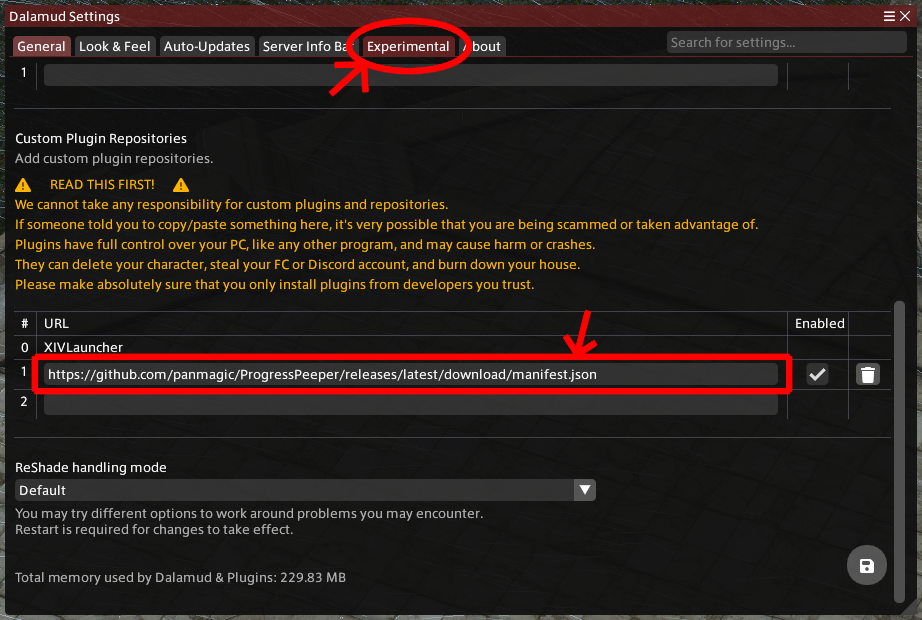 Dalamud Settings
General Look & Feel Auto-Updates Server Info Bar Experimental About
Search for settings...
1
Custom Plugin Repositories
Add custom plugin repositories.
READ THIS FIRST!
We cannot take any responsibility for custom plugins and repositories.
If someone told you to copy/paste something here, it's very possible that you are being scammed or taken advantage of.
Plugins have full control over your PC, like any other program, and may cause harm or crashes.
They can delete your character, steal your FC or Discord account, and burn down your house.
Please make absolutely sure that you only install plugins from developers you trust.
# URL Enabled
0 XIVLauncher
1 https://github.com/panmagic/ProgressPeeper/releases/latest/download/manifest.json
2
ReShade handling mode
Default
You may try different options to work around problems you may encounter.
Restart is required for changes to take effect.
Total memory used by Dalamud & Plugins: 229.83 MB